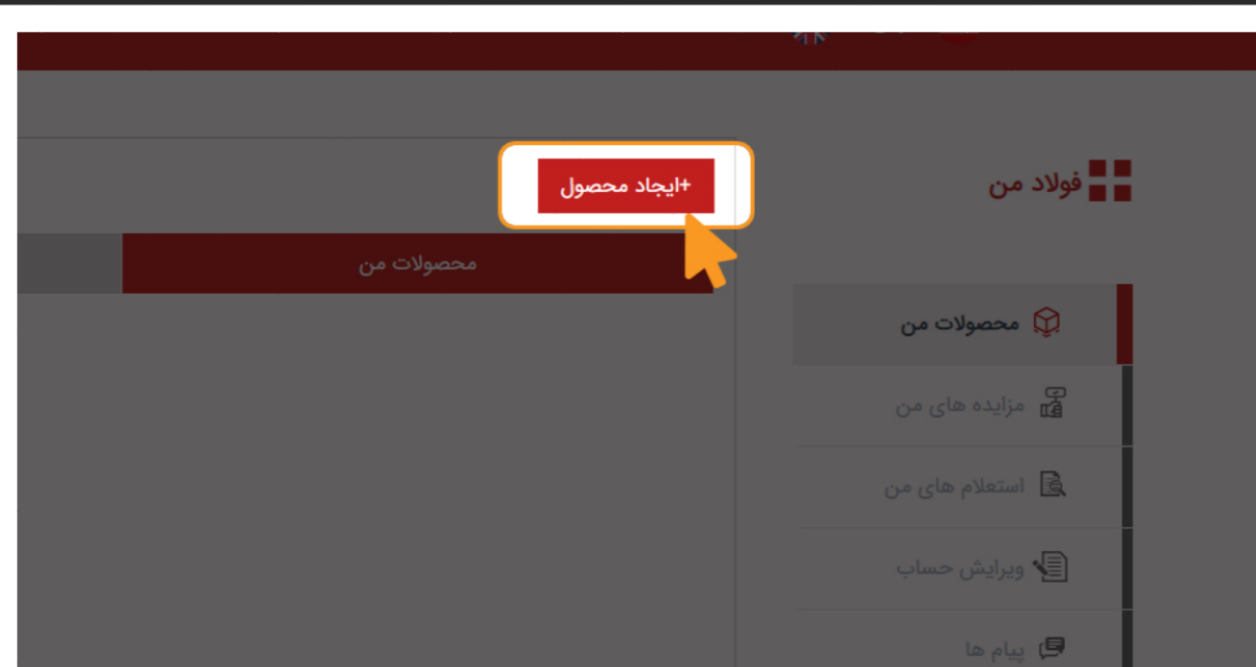 فولاد من
+ایجاد محصول
محصولات من
محصولات من
مزایده های من
استعلام های من
ویرایش حساب
پیام ها